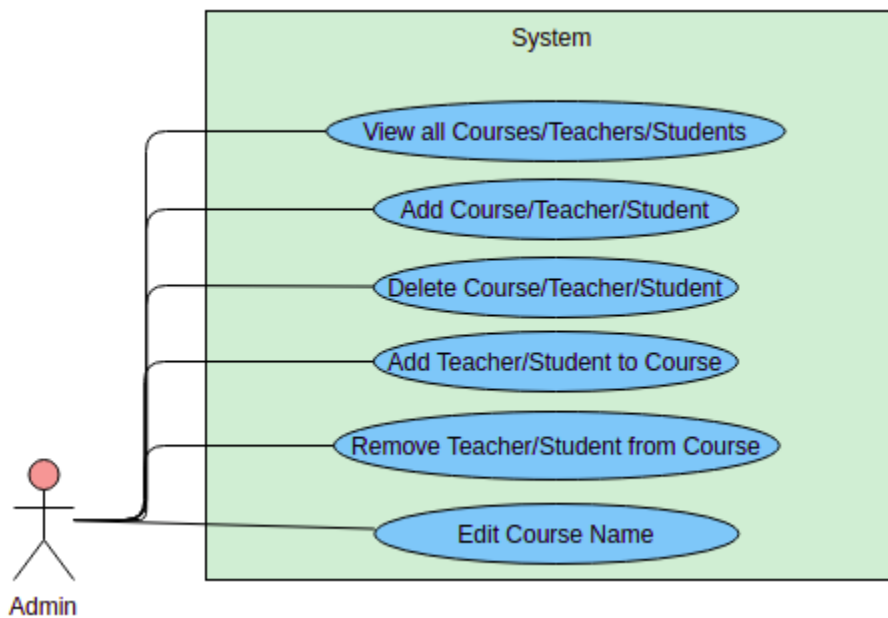 System
View all Courses/Teachers/Students
Add Course/Teacher/Student
Delete Course/Teacher/Student
Add Teacher/Student to Course
Remove Teacher/Student from Course
Edit Course Name
Admin